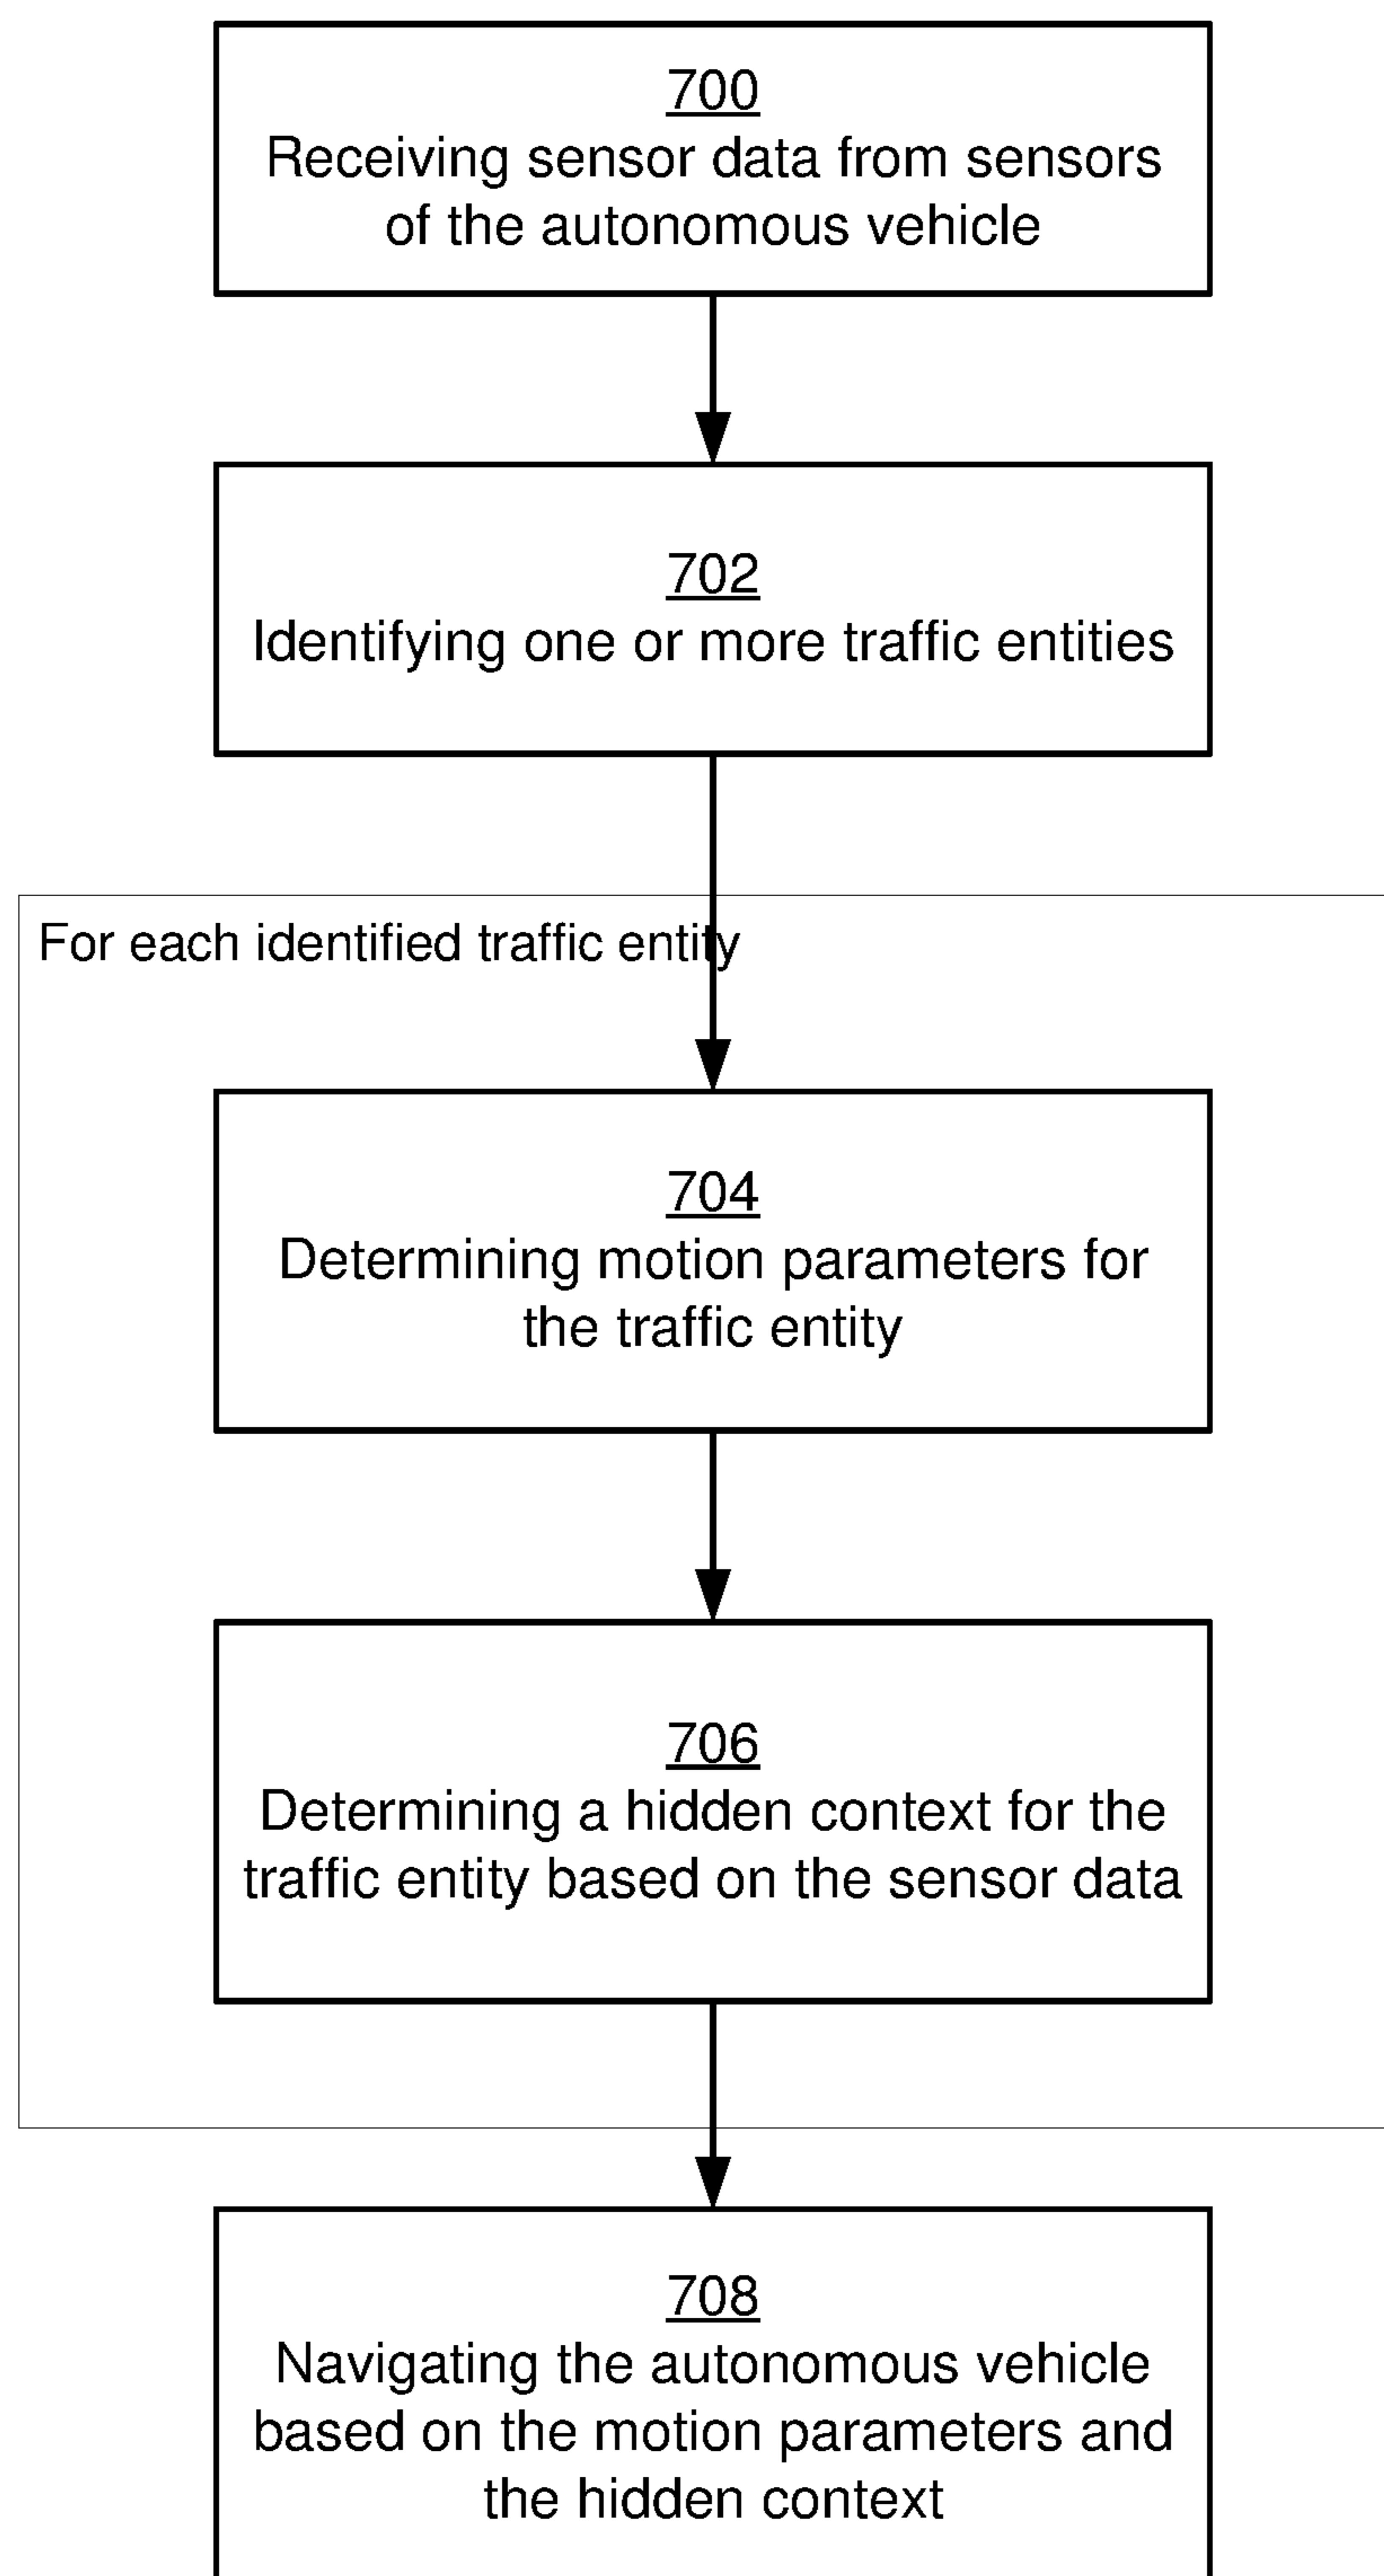 700
Receiving sensor data from sensors
of the autonomous vehicle
702
Identifying one or more traffic entities
For each identified traffic entity
704
Determining motion parameters for
the traffic entity
706
Determining a hidden context for the
traffic entity based on the sensor data
708
Navigating the autonomous vehicle
based on the motion parameters and
the hidden context